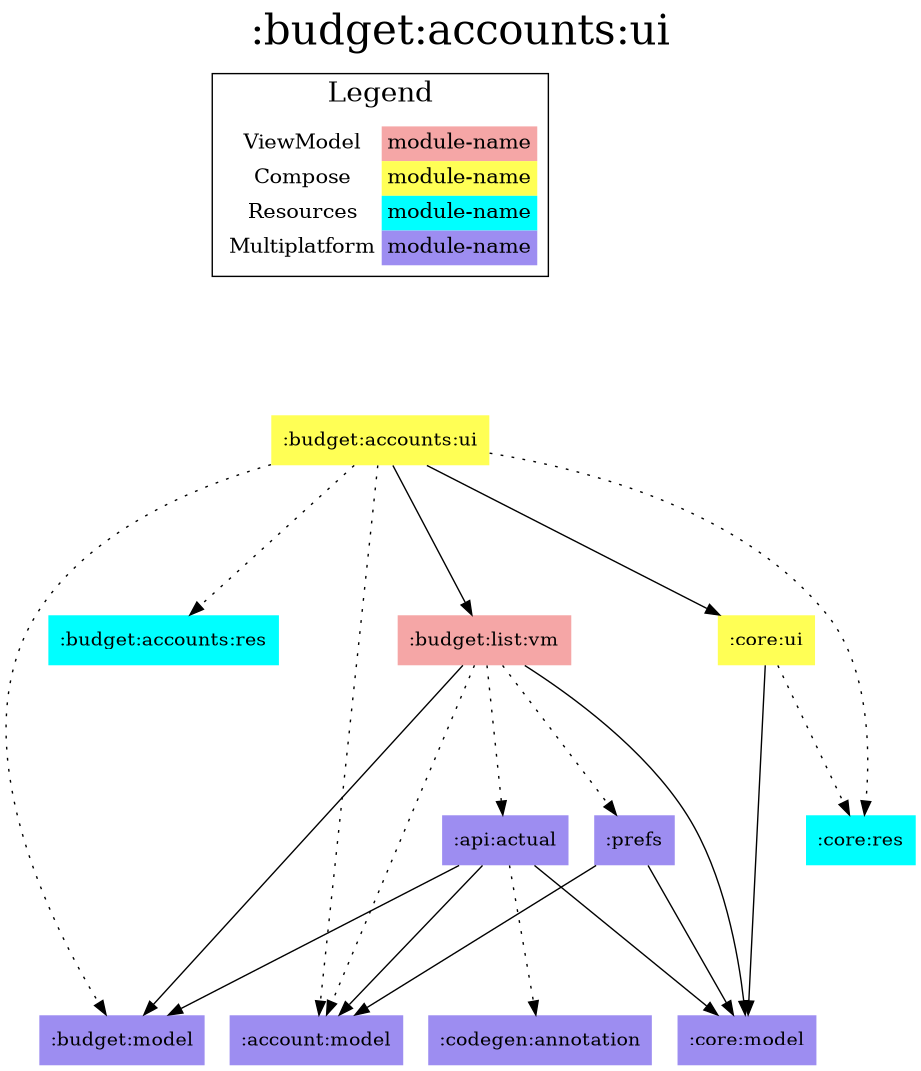 :budget:accounts:ui
Legend
ViewModel module-name
Compose module-name
Resources module-name
Multiplatform module-name
:budget:accounts:ui
:budget:accounts:res :budget:list:vm :core:ui
:api:actual :prefs :core:res
:budget:model :account:model :codegen:annotation :core:model